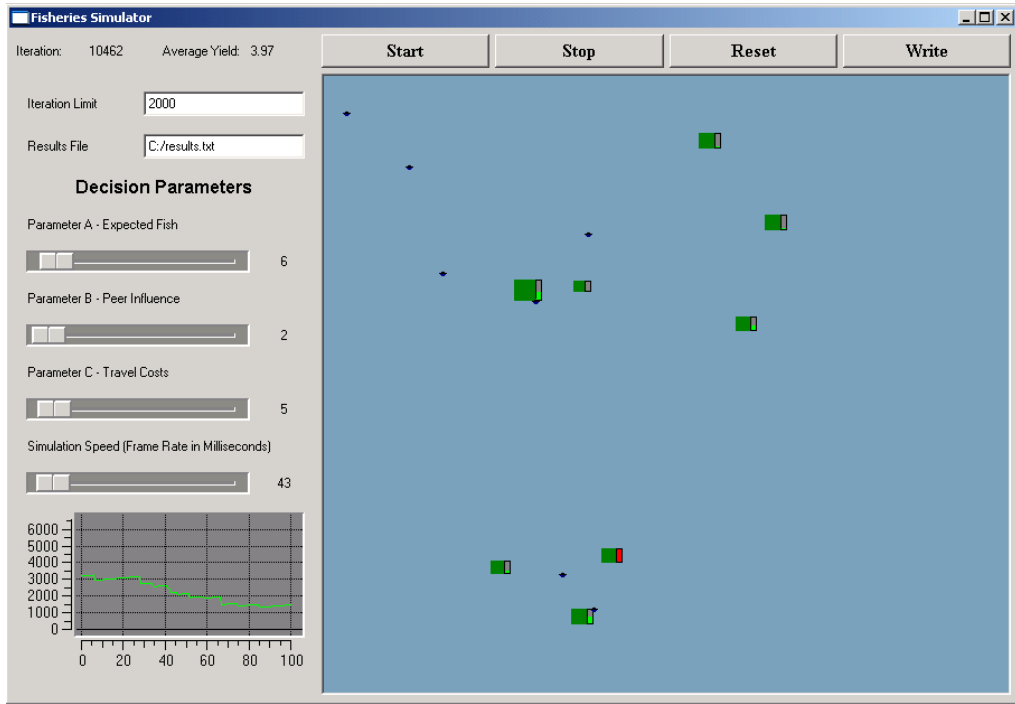 Fisheries Simulator
Iteration: 10462 Average Yield: 3.97
Start Stop Reset Write
Iteration Limit 2000
Results File C:/results.txt
Decision Parameters
Parameter A - Expected Fish
6
Parameter B - Peer Influence
2
Parameter C - Travel Costs
5
Simulation Speed (Frame Rate in Milliseconds)
43
6000
5000
4000
3000
2000
1000
0
0 20 40 60 80 100